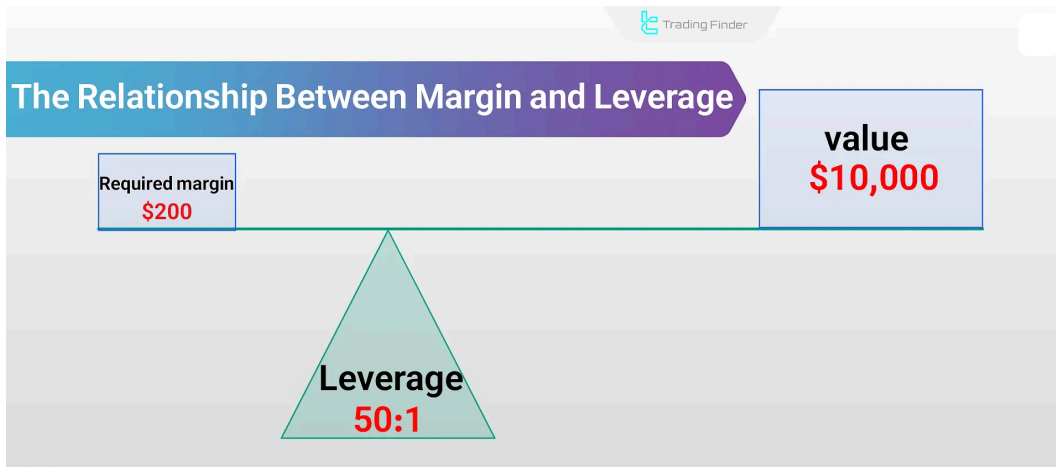 Trading Finder
The Relationship Between Margin and Leverage
value
$10,000
Required margin
$200
Leverage
50:1